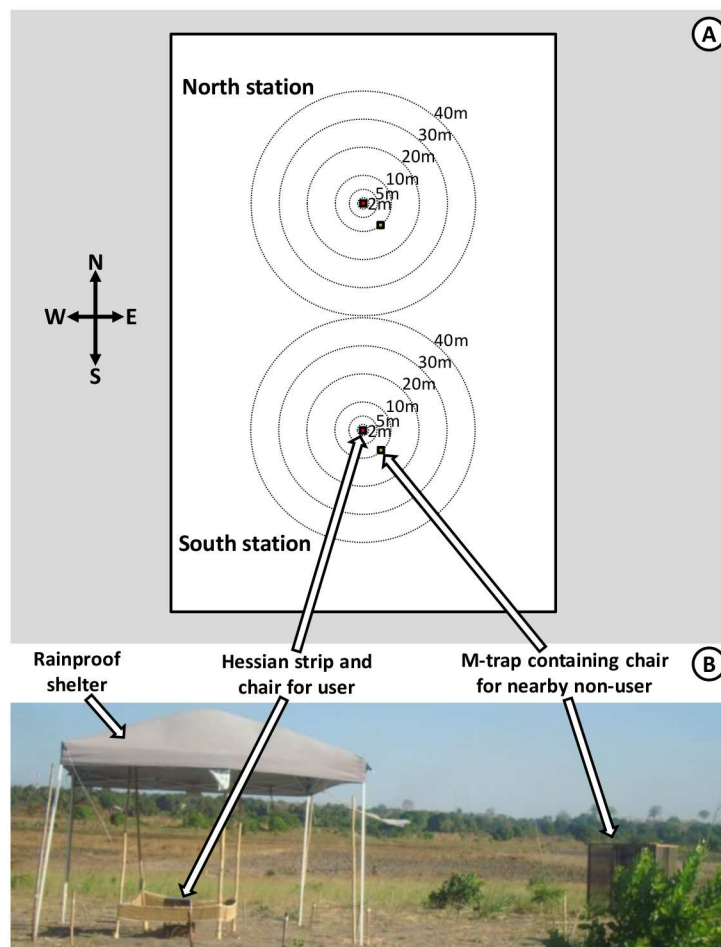 A
North station
40m
30m
20m
10m
5m
2m
N
W E
S
40m
30m
20m
10m
5m
2m
South station
B
Rainproof
shelter
Hessian strip and
chair for user
M-trap containing chair
for nearby non-user